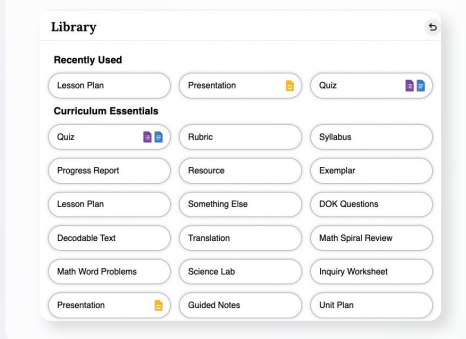 Library
Recently Used
Lesson Plan
Presentation
Quiz
Curriculum Essentials
Quiz
Rubric
Syllabus
Progress Report
Resource
Exemplar
Lesson Plan
Something Else
DOK Questions
Decodable Text
Translation
Math Spiral Review
Math Word Problems
Science Lab
Inquiry Worksheet
Presentation
Guided Notes
Unit Plan